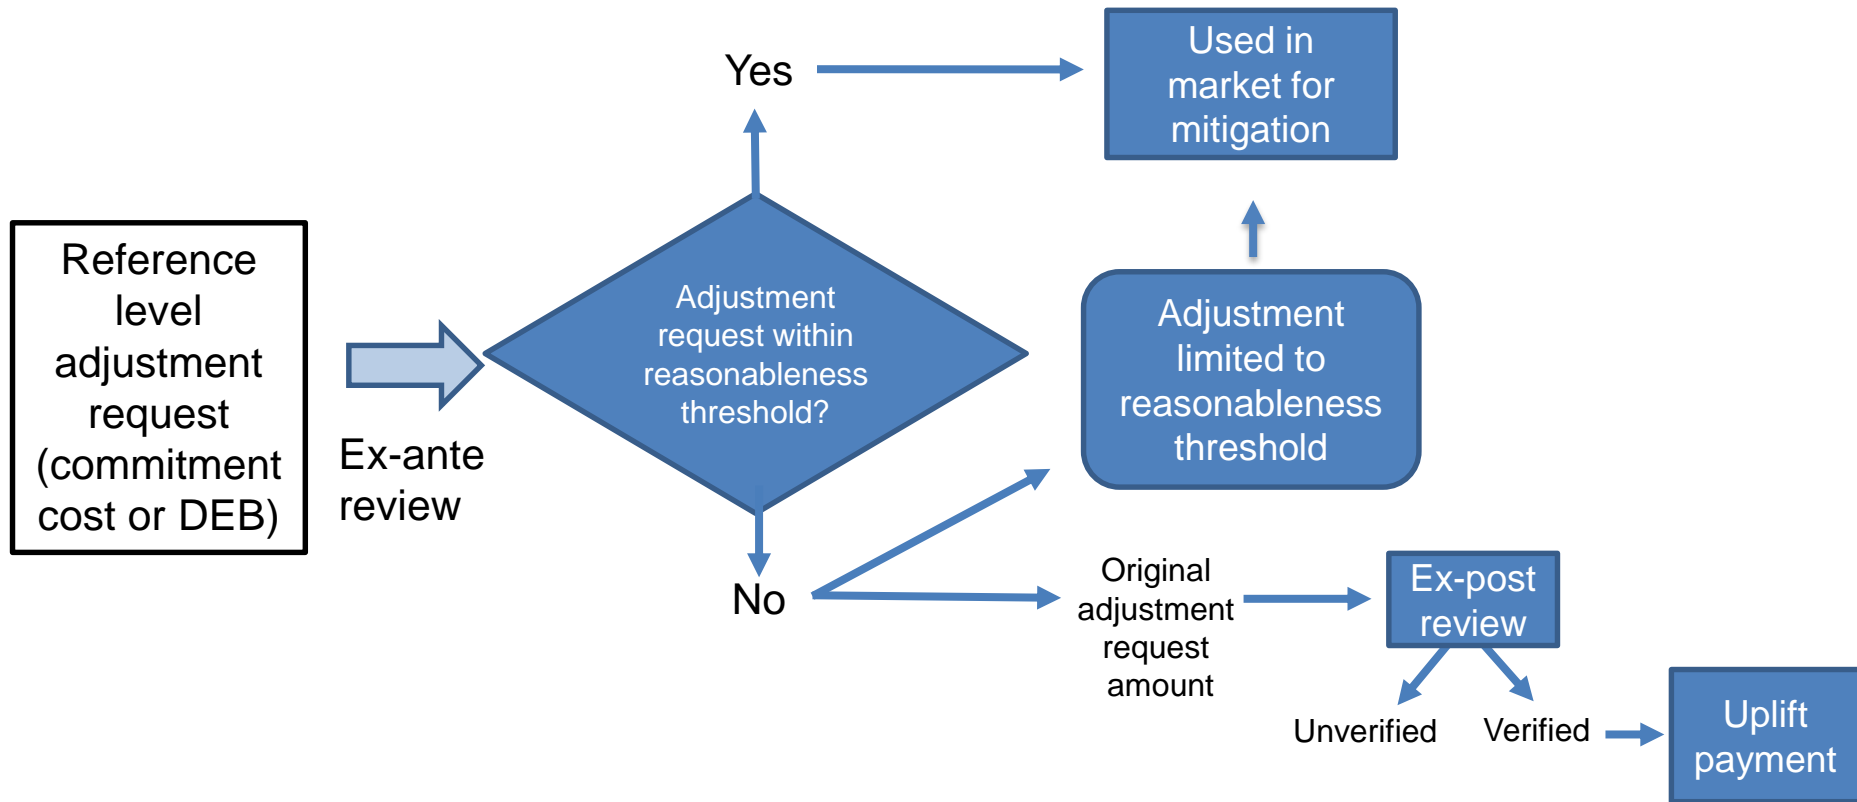 Reference
level
adjustment
request
(commitment
cost or DEB)
Ex-ante
review
Adjustment
request within
reasonableness
threshold?
Yes
Used in
market for
mitigation
No
Adjustment
limited to
reasonableness
threshold
Original
adjustment
request
amount
Ex-post
review
Unverified
Verified
Uplift
payment